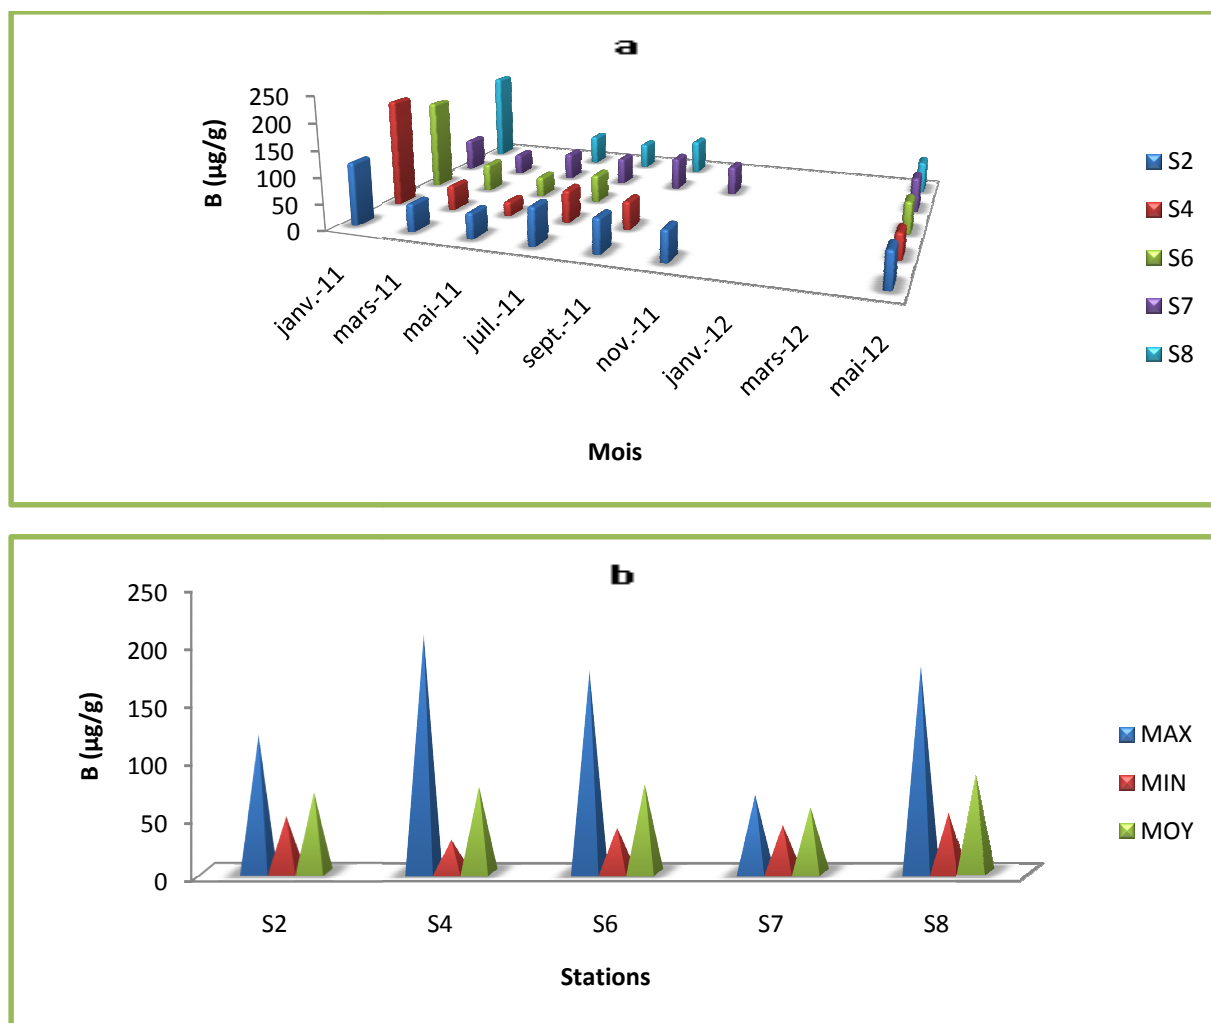 a
250
200
150
100
50
0
B (µg/g)
janv.-11
mars-11
mai-11
juil.-11
sept.-11
nov.-11
janv.-12
mars-12
mai-12
Mois
S2
S4
S6
S7
S8
b
250
200
150
100
50
0
B (µg/g)
S2
S4
S6
S7
S8
Stations
MAX
MIN
MOY